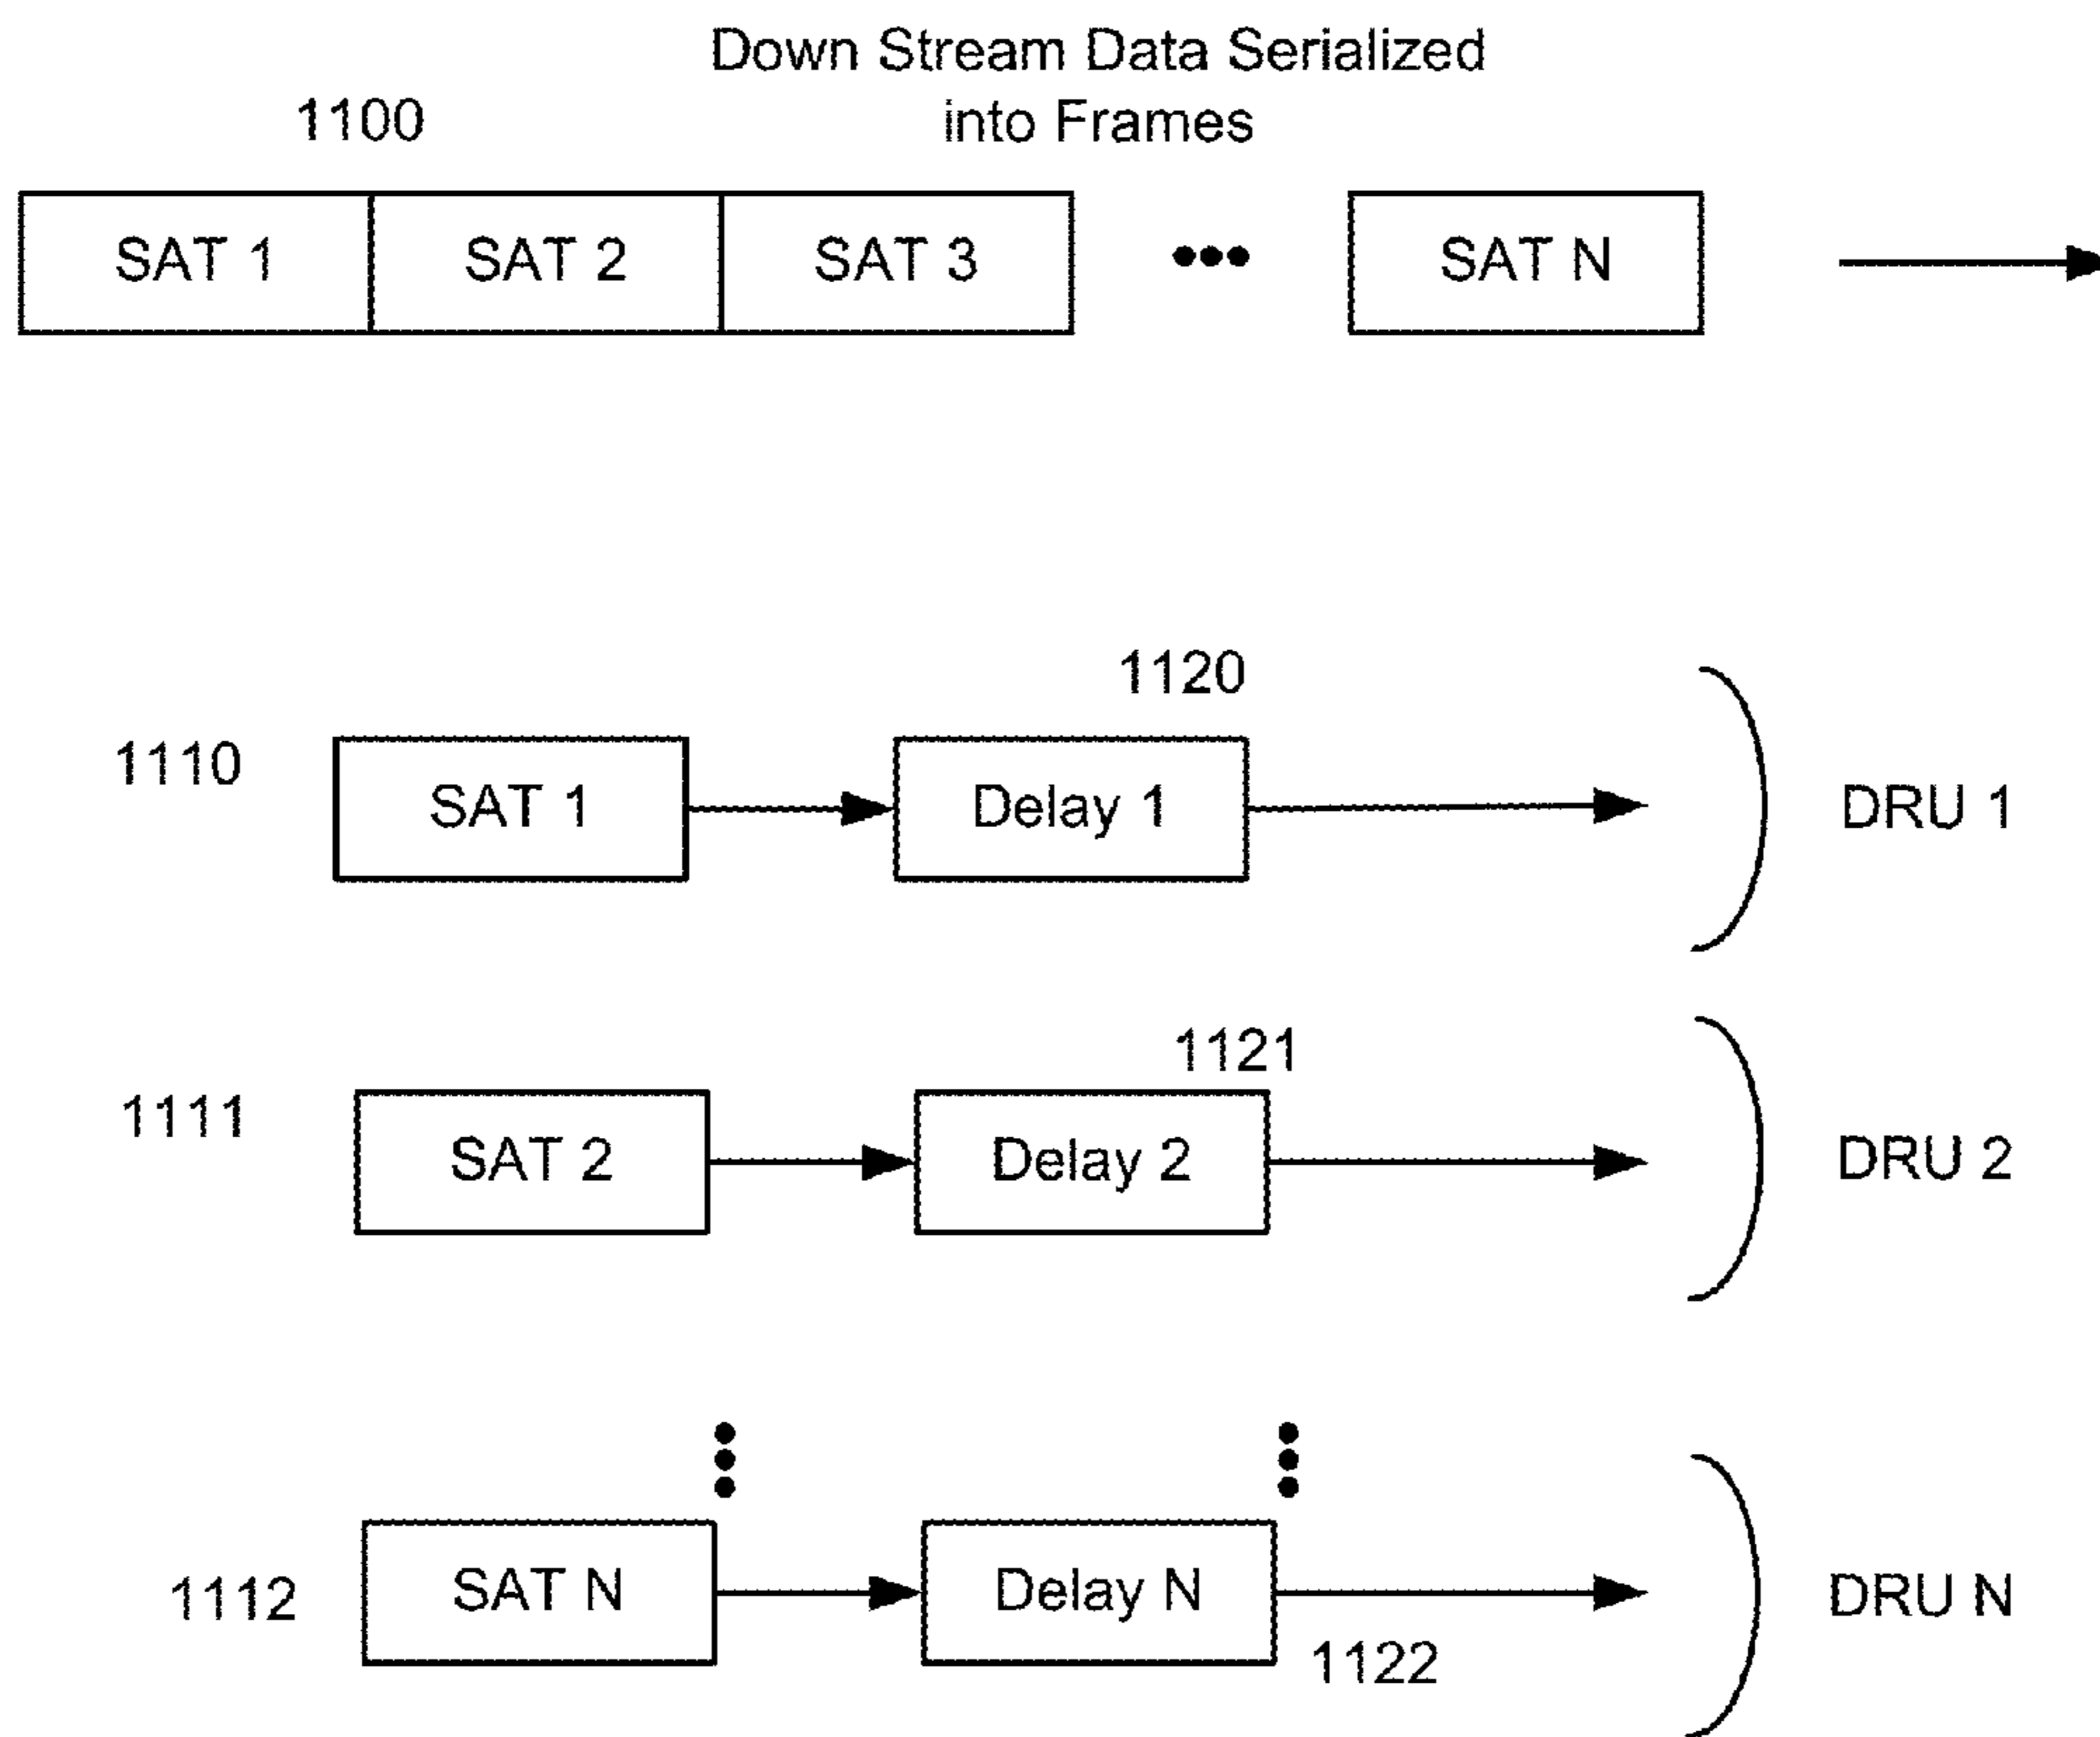 Down Stream Data Serialized
into Frames
1100
SAT 1 SAT 2 SAT 3 ••• SAT N
1120
1110 SAT 1 Delay 1 DRU 1
1121
1111 SAT 2 Delay 2 DRU 2
1112 SAT N Delay N DRU N
1122